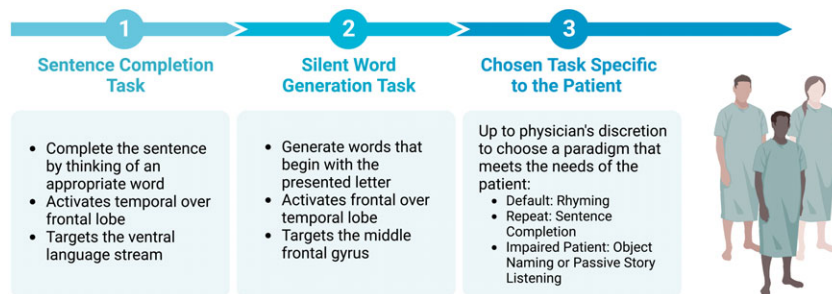 1
Sentence Completion
Task
• Complete the sentence
by thinking of an
appropriate word
• Activates temporal over
frontal lobe
• Targets the ventral
language stream
2
Silent Word
Generation Task
• Generate words that
begin with the
presented letter
• Activates frontal over
temporal lobe
• Targets the middle
frontal gyrus
3
Chosen Task Specific
to the Patient
Up to physician's discretion
to choose a paradigm that
meets the needs of the
patient:
• Default: Rhyming
• Repeat: Sentence
Completion
• Impaired Patient: Object
Naming or Passive Story
Listening